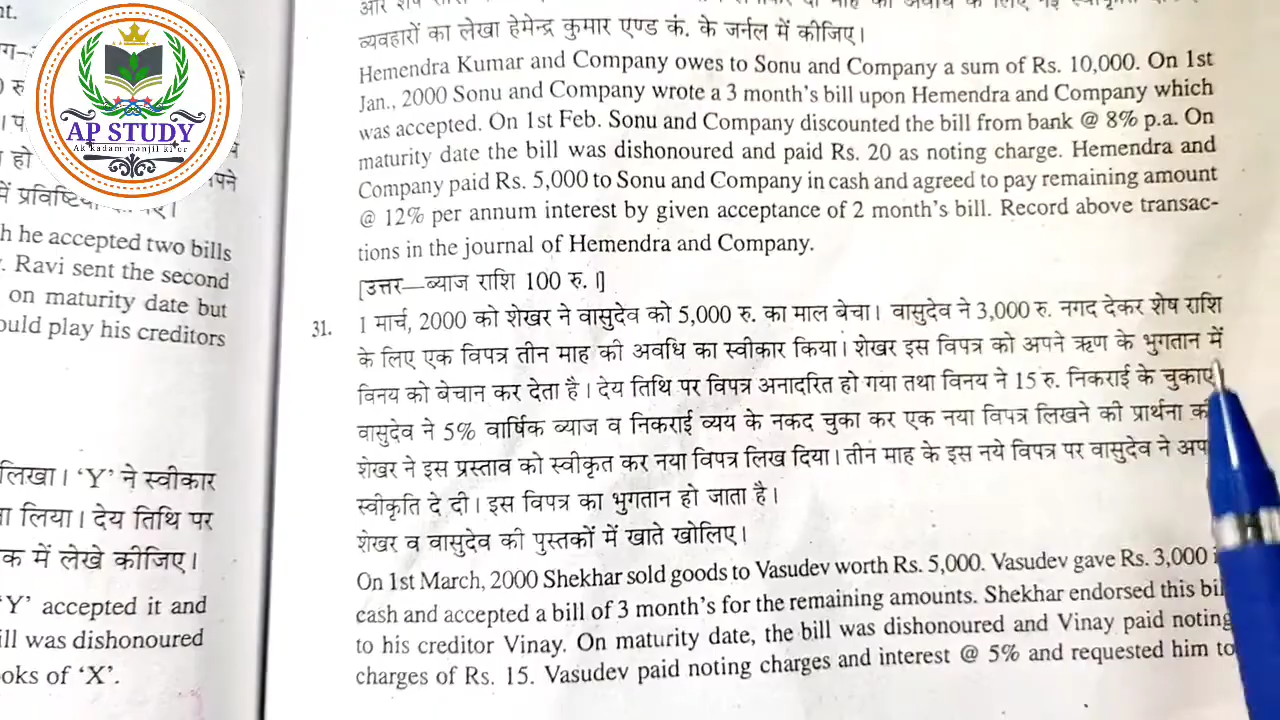 nt.
AP STUDY
Ak kadam manjil ki or
में
हो
अपने
में प्रविष्टियाँ
h he accepted two bills
. Ravi sent the second
on maturity date but
ould play his creditors
लिखा। ‘Y’ ने स्वीकार
ा लिया। देय तिथि पर
क में लेखे कीजिए।
‘Y’ accepted it and
ill was dishonoured
oks of ‘X’.
व्यवहारों का लेखा हेमेन्द्र कुमार एण्ड कं. के जर्नल में कीजिए।
Hemendra Kumar and Company owes to Sonu and Company a sum of Rs. 10,000. On 1st
Jan., 2000 Sonu and Company wrote a 3 month's bill upon Hemendra and Company which
was accepted. On 1st Feb. Sonu and Company discounted the bill from bank @ 8% p.a. On
maturity date the bill was dishonoured and paid Rs. 20 as noting charge. Hemendra and
Company paid Rs. 5,000 to Sonu and Company in cash and agreed to pay remaining amount
@ 12% per annum interest by given acceptance of 2 month's bill. Record above transac-
tions in the journal of Hemendra and Company.
[उत्तर—ब्याज राशि 100 रु.।]
31. 1 मार्च, 2000 को शेखर ने वासुदेव को 5,000 रु. का माल बेचा। वासुदेव ने 3,000 रु. नगद देकर शेष राशि
के लिए एक विपत्र तीन माह की अवधि का स्वीकार किया। शेखर इस विपत्र को अपने ऋण के भुगतान में
विनय को बेचान कर देता है। देय तिथि पर विपत्र अनादरित हो गया तथा विनय ने 15 रु. निकराई के चुकाए
वासुदेव ने 5% वार्षिक ब्याज व निकराई व्यय के नकद चुका कर एक नया विपत्र लिखने की प्रार्थना की
शेखर ने इस प्रस्ताव को स्वीकृत कर नया विपत्र लिख दिया। तीन माह के इस नये विपत्र पर वासुदेव ने अप
स्वीकृति दे दी। इस विपत्र का भुगतान हो जाता है।
शेखर व वासुदेव की पुस्तकों में खाते खोलिए।
On 1st March, 2000 Shekhar sold goods to Vasudev worth Rs. 5,000. Vasudev gave Rs. 3,000
cash and accepted a bill of 3 month's for the remaining amounts. Shekhar endorsed this bil
to his creditor Vinay. On maturity date, the bill was dishonoured and Vinay paid noting
charges of Rs. 15. Vasudev paid noting charges and interest @ 5% and requested him to